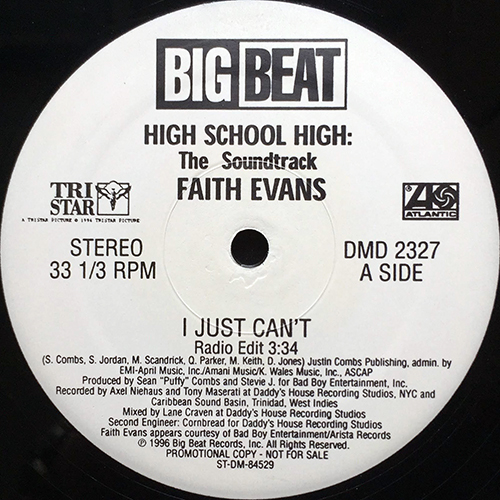 BIG BEAT
HIGH SCHOOL HIGH:
The Soundtrack
FAITH EVANS
TRI
STAR
A TRISTAR PICTURE © 1996 TRISTAR PICTURE
ATLANTIC
STEREO
33 1/3 RPM
DMD 2327
A SIDE
I JUST CAN'T
Radio Edit 3:34
(S. Combs, S. Jordan, M. Scandrick, Q. Parker, M. Keith, D. Jones) Justin Combs Publishing, admin. by
EMI-April Music, Inc./Amani Music/K. Wales Music, Inc., ASCAP
Produced by Sean "Puffy" Combs and Stevie J. for Bad Boy Entertainment, Inc.
Recorded by Axel Niehaus and Tony Maserati at Daddy's House Recording Studios, NYC and
Caribbean Sound Basin, Trinidad, West Indies
Mixed by Lane Craven at Daddy's House Recording Studios
Second Engineer: Cornbread for Daddy's House Recording Studios
Faith Evans appears courtesy of Bad Boy Entertainment/Arista Records
℗ 1996 Big Beat Records, Inc. All Rights Reserved.
PROMOTIONAL COPY - NOT FOR SALE
ST-DM-84529